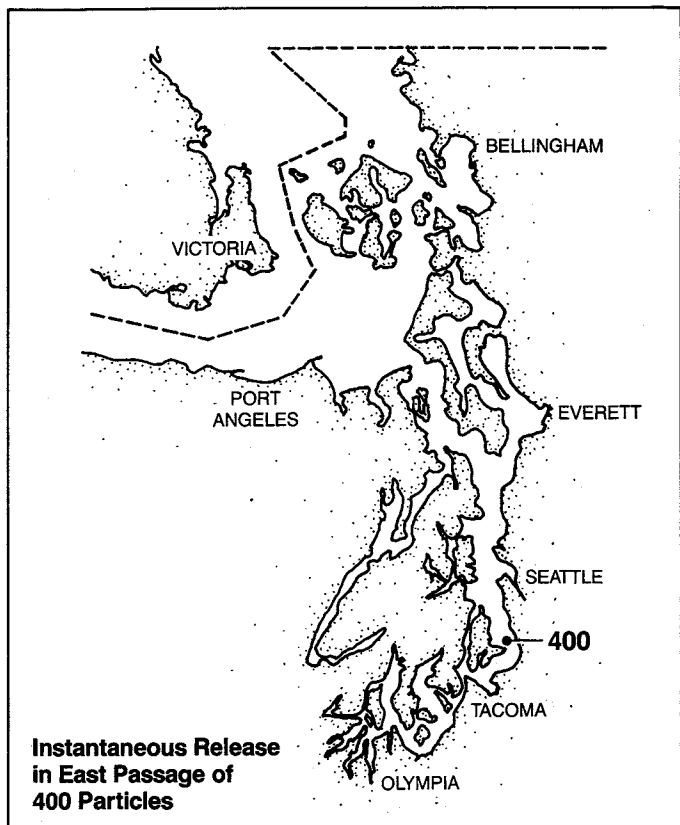 BELLINGHAM
VICTORIA
PORT
ANGELES
EVERETT
SEATTLE
400
TACOMA
OLYMPIA
Instantaneous Release
in East Passage of
400 Particles